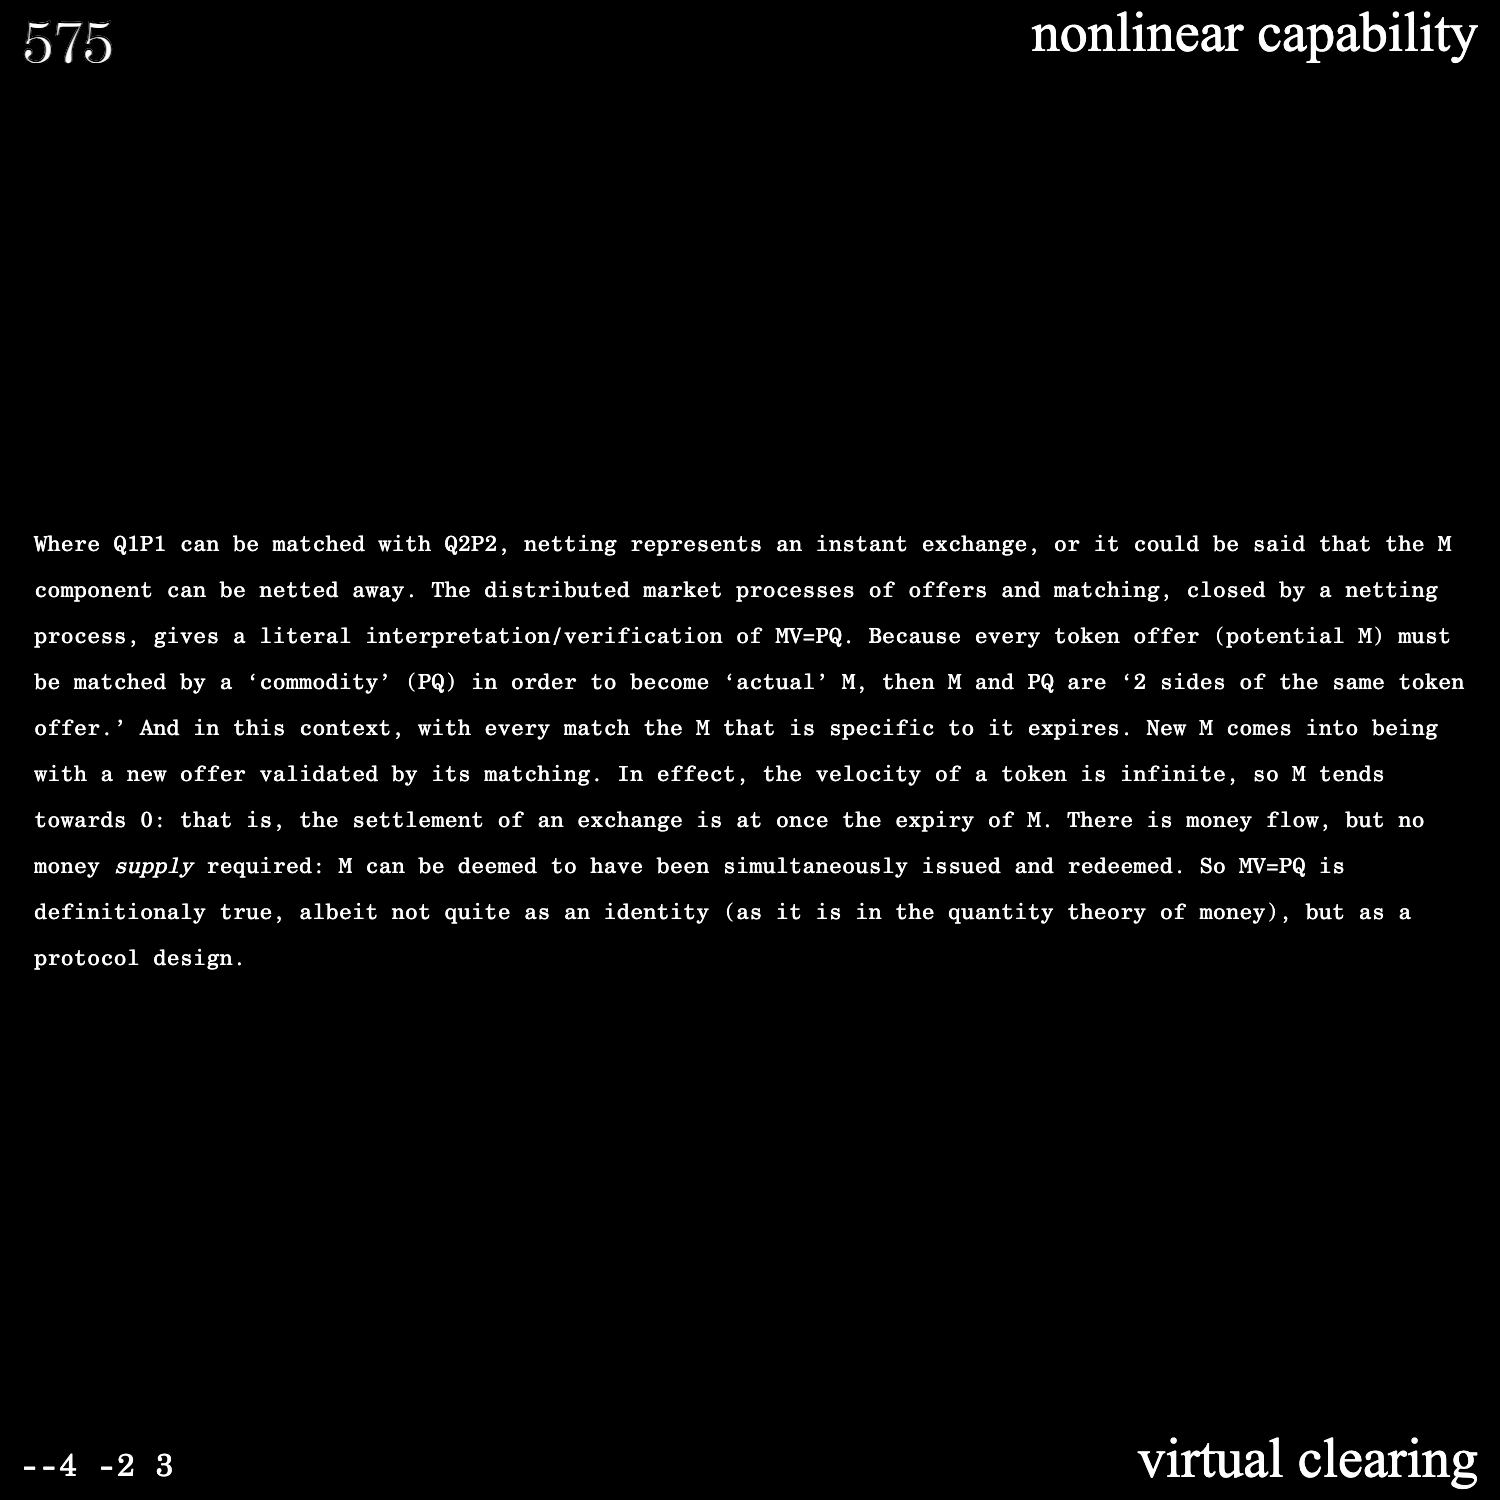 575
nonlinear capability
Where Q1P1 can be matched with Q2P2, netting represents an instant exchange, or it could be said that the M
component can be netted away. The distributed market processes of offers and matching, closed by a netting
process, gives a literal interpretation/verification of MV=PQ. Because every token offer (potential M) must
be matched by a ‘commodity’ (PQ) in order to become ‘actual’ M, then M and PQ are ‘2 sides of the same token
offer.’ And in this context, with every match the M that is specific to it expires. New M comes into being
with a new offer validated by its matching. In effect, the velocity of a token is infinite, so M tends
towards 0: that is, the settlement of an exchange is at once the expiry of M. There is money flow, but no
money supply required: M can be deemed to have been simultaneously issued and redeemed. So MV=PQ is
definitionaly true, albeit not quite as an identity (as it is in the quantity theory of money), but as a
protocol design.
--4 -2 3
virtual clearing